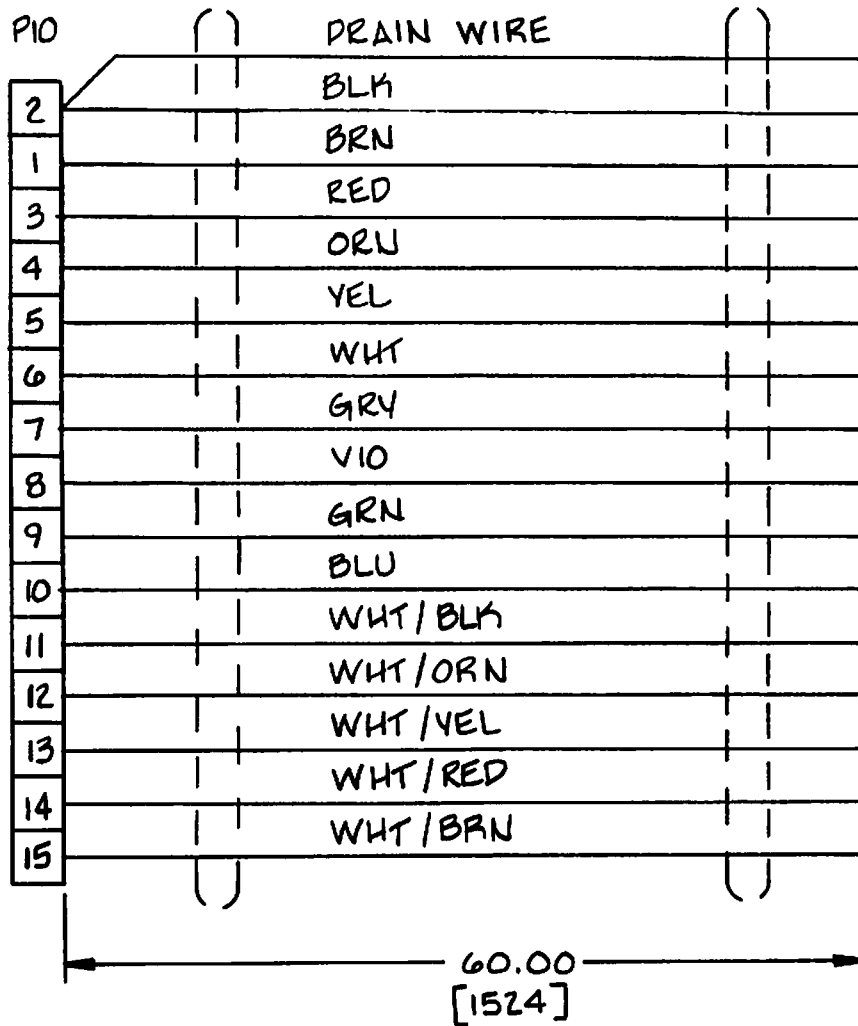 P10 DRAIN WIRE
2 BLK
1 BRN
3 RED
4 ORN
5 YEL
6 WHT
7 GRY
8 VIO
9 GRN
10 BLU
11 WHT/BLK
12 WHT/ORN
13 WHT/YEL
14 WHT/RED
15 WHT/BRN
60.00
[1524]